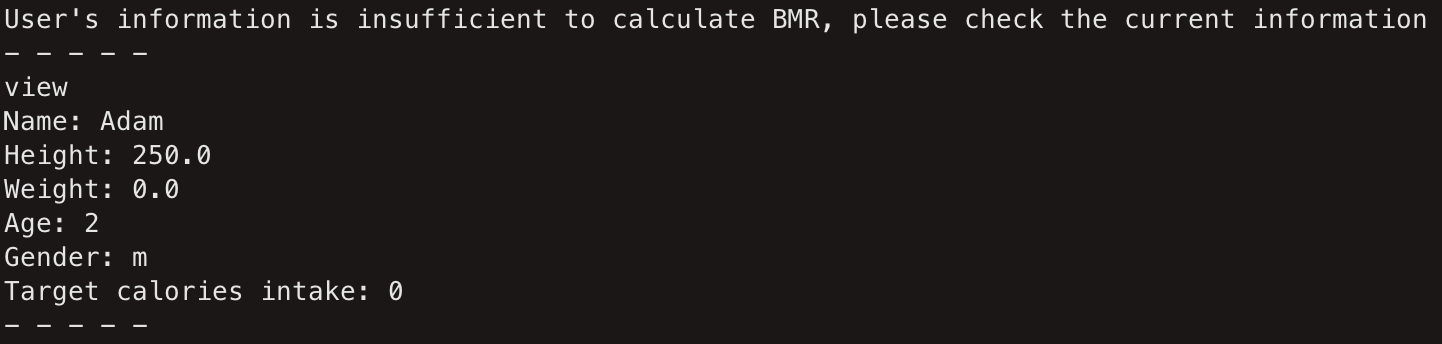 User's information is insufficient to calculate BMR, please check the current information
- - - - -
view
Name: Adam
Height: 250.0
Weight: 0.0
Age: 2
Gender: m
Target calories intake: 0
- - - - -